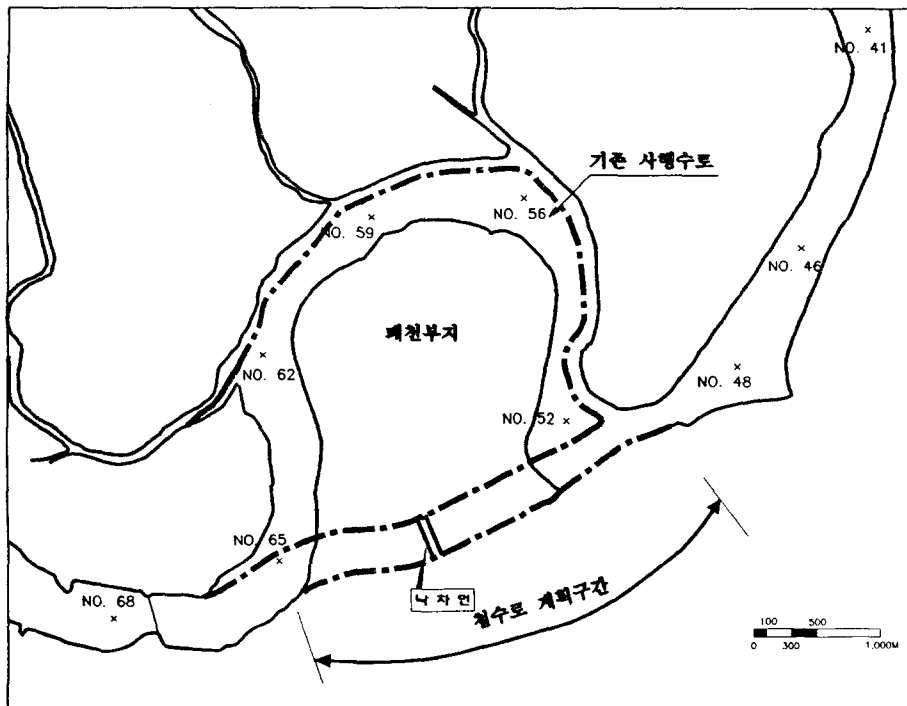 NO. 41
기존 사행수로
NO. 56
NO. 59
NO. 46
폐천부지
NO. 62
NO. 48
NO. 52
NO. 65
낙차언
NO. 68
첩수로 계획구간
100 500
0 300 1,000M